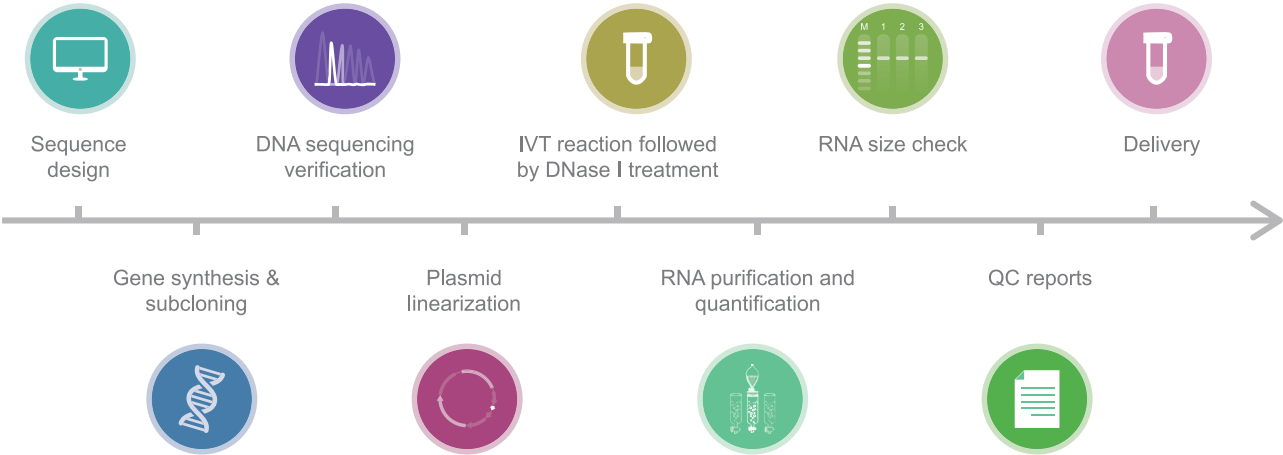 M 1 2 3
Sequence
design
DNA sequencing
verification
IVT reaction followed
by DNase I treatment
RNA size check
Delivery
Gene synthesis &
subcloning
Plasmid
linearization
RNA purification and
quantification
QC reports